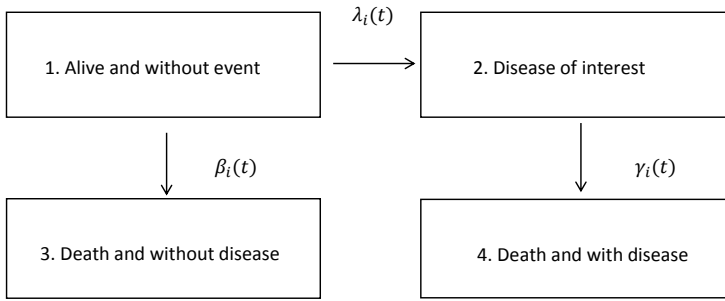 λᵢ(t)
1. Alive and without event
2. Disease of interest
βᵢ(t)
γᵢ(t)
3. Death and without disease
4. Death and with disease